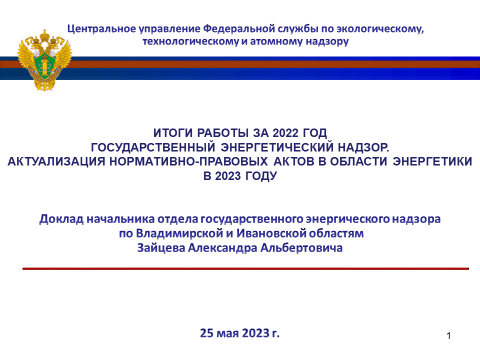 Центральное управление Федеральной службы по экологическому,
технологическому и атомному надзору
ИТОГИ РАБОТЫ ЗА 2022 ГОД
ГОСУДАРСТВЕННЫЙ ЭНЕРГЕТИЧЕСКИЙ НАДЗОР.
АКТУАЛИЗАЦИЯ НОРМАТИВНО-ПРАВОВЫХ АКТОВ В ОБЛАСТИ ЭНЕРГЕТИКИ
В 2023 ГОДУ
Доклад начальника отдела государственного энергического надзора
по Владимирской и Ивановской областям
Зайцева Александра Альбертовича
25 мая 2023 г.
1